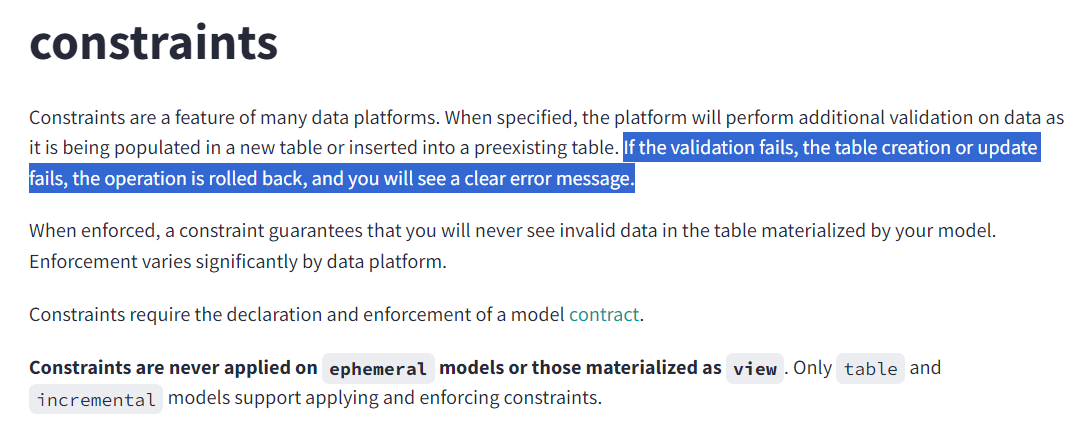 constraints
Constraints are a feature of many data platforms. When specified, the platform will perform additional validation on data as
it is being populated in a new table or inserted into a preexisting table. If the validation fails, the table creation or update
fails, the operation is rolled back, and you will see a clear error message.
When enforced, a constraint guarantees that you will never see invalid data in the table materialized by your model.
Enforcement varies significantly by data platform.
Constraints require the declaration and enforcement of a model contract.
Constraints are never applied on ephemeral models or those materialized as view . Only table and
incremental models support applying and enforcing constraints.